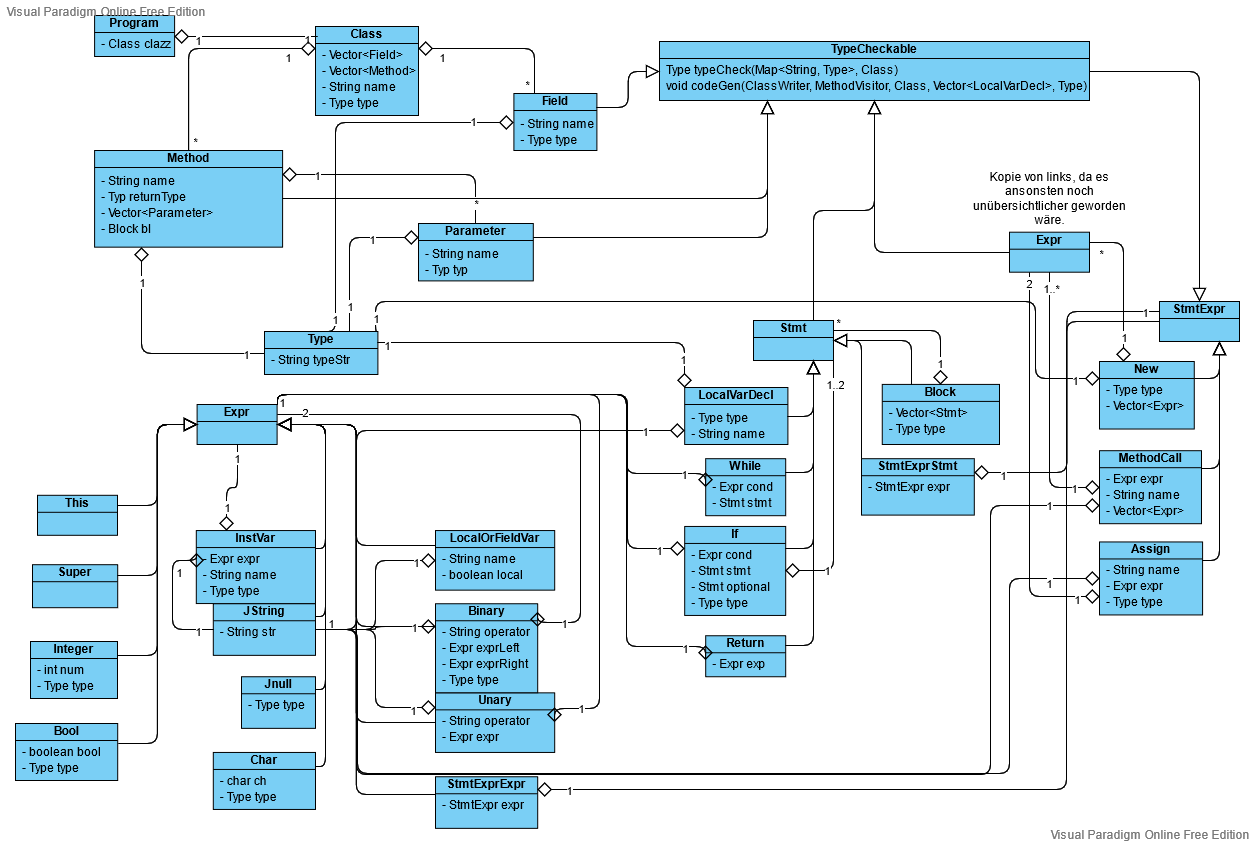 Visual Paradigm Online Free Edition
Program
- Class clazz
1
1
Class
- Vector<Field>
- Vector<Method>
- String name
- Type type
1
1
*
*
Field
- String name
- Type type
1
TypeCheckable
Type typeCheck(Map<String, Type>, Class)
void codeGen(ClassWriter, MethodVisitor, Class, Vector<LocalVarDecl>, Type)
Method
- String name
- Typ returnType
- Vector<Parameter>
- Block bl
1
*
1
Parameter
- String name
- Typ typ
1
1
1
1
1
1
Type
- String typeStr
Kopie von links, da es
ansonsten noch
unübersichtlicher geworden
wäre.
Expr
*
2
1..*
1
1
StmtExpr
Stmt
*
1
1..2
1
LocalVarDecl
- Type type
- String name
1
Block
- Vector<Stmt>
- Type type
New
- Type type
- Vector<Expr>
1
While
- Expr cond
- Stmt stmt
1
StmtExprStmt
- StmtExpr expr
1
MethodCall
- Expr expr
- String name
- Vector<Expr>
1
1
If
- Expr cond
- Stmt stmt
- Stmt optional
- Type type
1
1
Assign
- String name
- Expr expr
- Type type
1
1
Return
- Expr exp
1
Expr
1
2
1
1
This
Super
Integer
- int num
- Type type
Bool
- boolean bool
- Type type
InstVar
- Expr expr
- String name
- Type type
1
1
JString
- String str
1
Jnull
- Type type
Char
- char ch
- Type type
LocalOrFieldVar
- String name
- boolean local
1
Binary
- String operator
- Expr exprLeft
- Expr exprRight
- Type type
1
1
Unary
- String operator
- Expr expr
1
1
StmtExprExpr
- StmtExpr expr
1
Visual Paradigm Online Free Edition